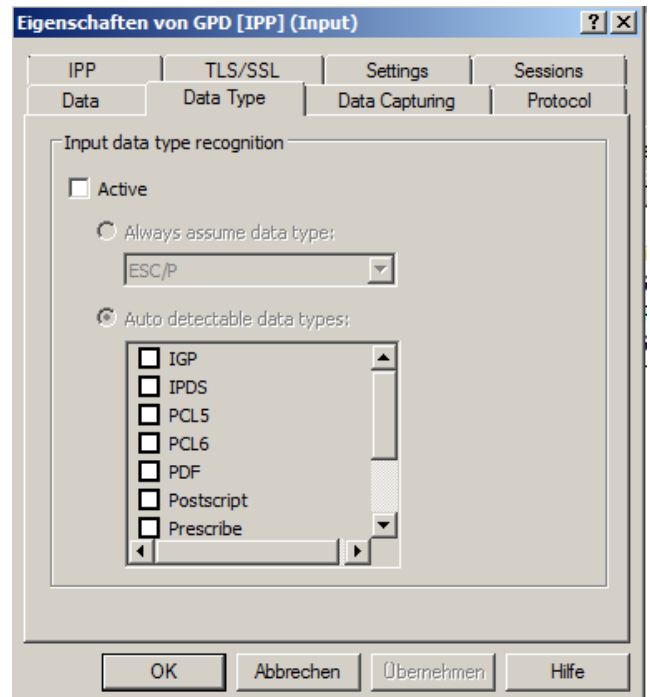 Eigenschaften von GPD [IPP] (Input)
IPP TLS/SSL Settings Sessions
Data Data Type Data Capturing Protocol
Input data type recognition
Active
Always assume data type:
ESC/P
Auto detectable data types:
IGP
IPDS
PCL5
PCL6
PDF
Postscript
Prescribe
OK Abbrechen Übernehmen Hilfe